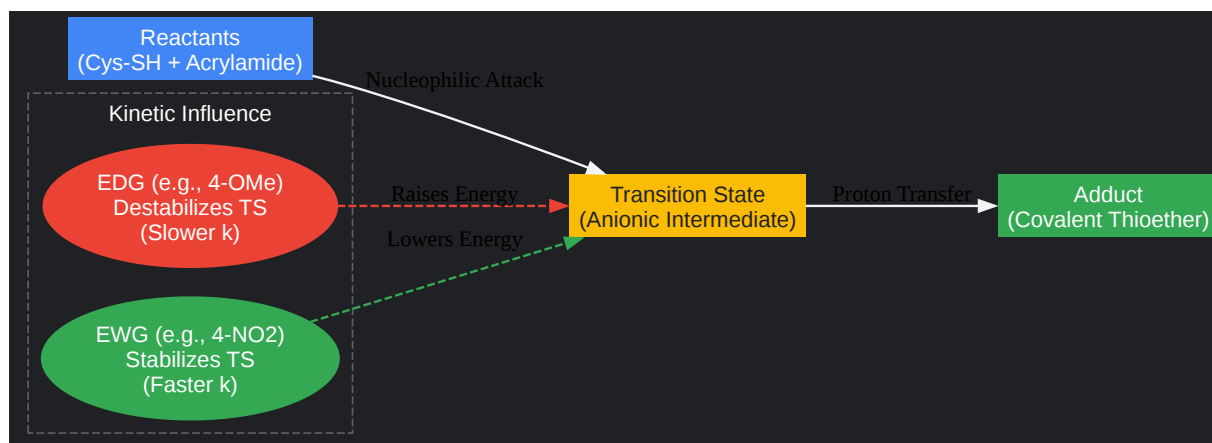 Reactants
(Cys-SH + Acrylamide)
Nucleophilic Attack
Kinetic Influence
EDG (e.g., 4-OMe)
Destabilizes TS
(Slower k)
Raises Energy
Transition State
(Anionic Intermediate)
Proton Transfer
Adduct
(Covalent Thioether)
Lowers Energy
EWG (e.g., 4-NO2)
Stabilizes TS
(Faster k)